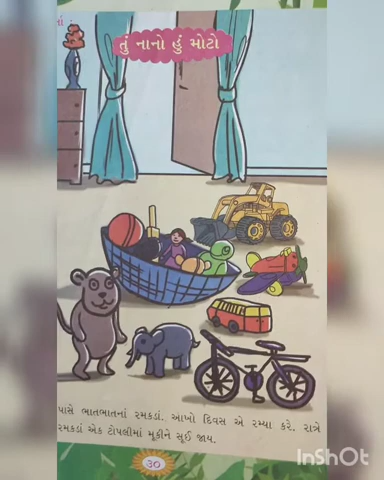 તું નાનો હું મોટો
પાસે ભાતભાતનાં રમકડાં. આખો દિવસ એ રમ્યા કરે. રાત્રે
રમકડાં એક ટોપલીમાં મૂકીને સૂઈ જાય.
૩૦
InShOt